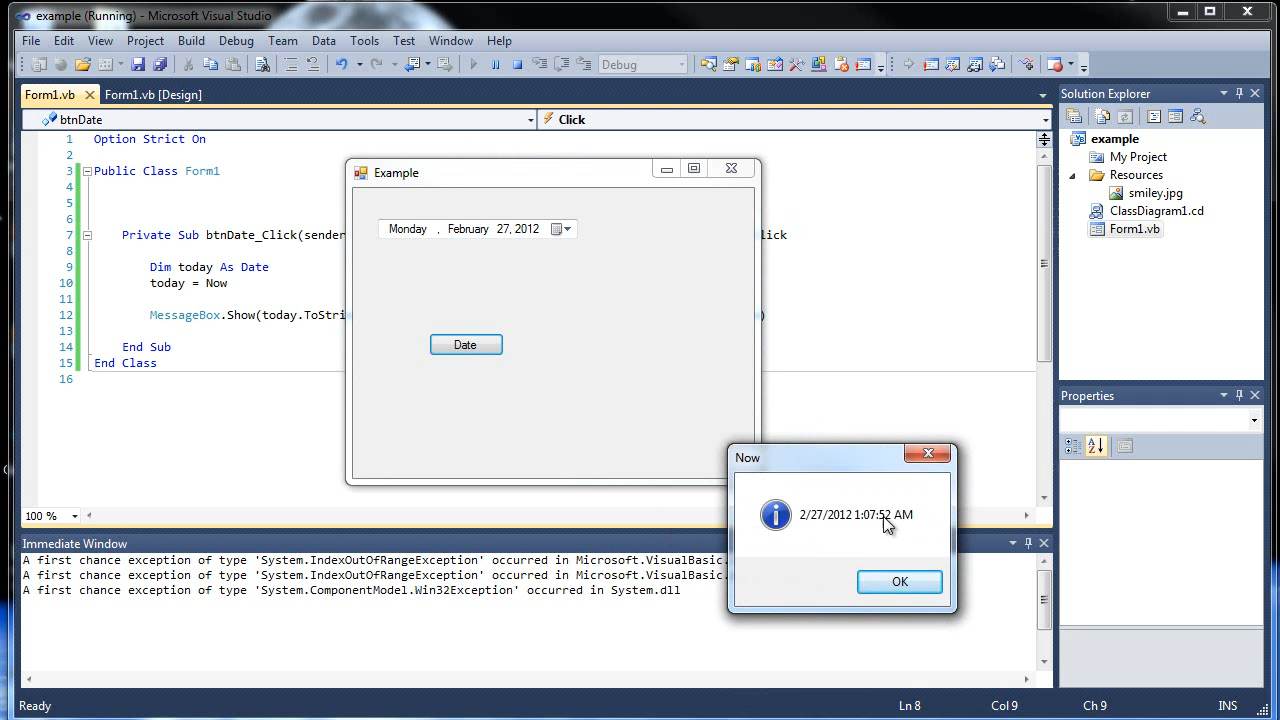 example (Running) - Microsoft Visual Studio
File Edit View Project Build Debug Team Data Tools Test Window Help
Debug
Form1.vb Form1.vb [Design]
btnDate Click
1 Option Strict On
2
3 Public Class Form1
4
5
6
7 Private Sub btnDate_Click(sender
8
9 Dim today As Date
10 today = Now
11
12 MessageBox.Show(today.ToStri )
13
14 End Sub
15 End Class
16
100 %
Example
Monday , February 27, 2012
Date
Now
2/27/2012 1:07:52 AM
OK
Immediate Window
A first chance exception of type 'System.IndexOutOfRangeException' occurred in Microsoft.VisualBasic.
A first chance exception of type 'System.IndexOutOfRangeException' occurred in Microsoft.VisualBasic.
A first chance exception of type 'System.ComponentModel.Win32Exception' occurred in System.dll
Solution Explorer
example
My Project
Resources
smiley.jpg
ClassDiagram1.cd
Form1.vb
Properties
Ready Ln 8 Col 9 Ch 9 INS